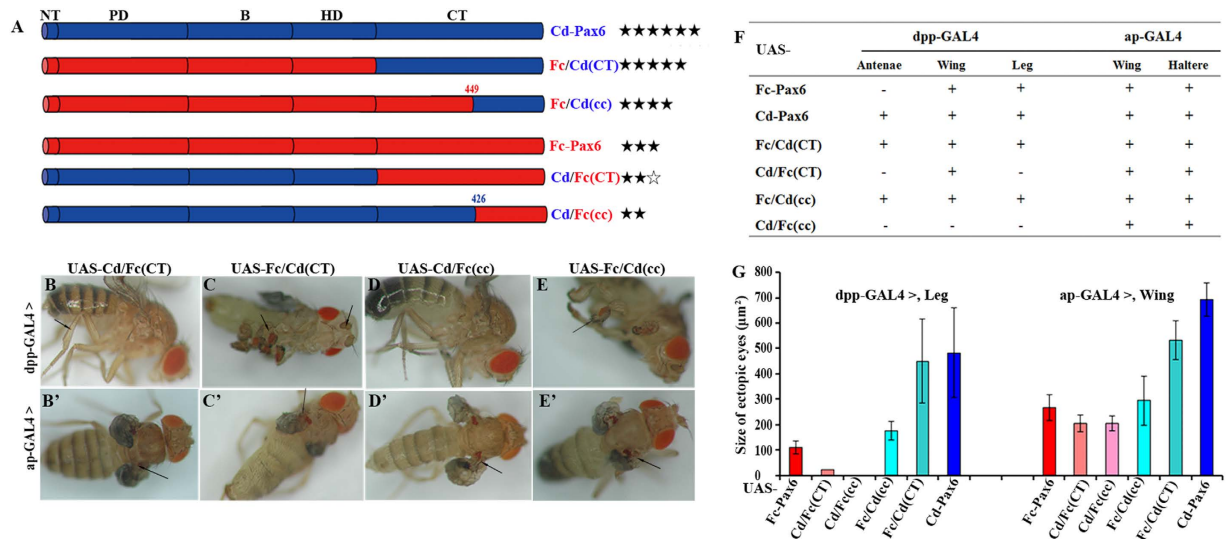 A
NT PD B HD CT
Cd-Pax6 ★★★★★★
Fc/Cd(CT) ★★★★★
449
Fc/Cd(cc) ★★★★
Fc-Pax6 ★★★
Cd/Fc(CT) ★★☆
426
Cd/Fc(cc) ★★
UAS-Cd/Fc(CT) UAS-Fc/Cd(CT) UAS-Cd/Fc(cc) UAS-Fc/Cd(cc)
dpp-GAL4 >
B C D E
ap-GAL4 >
B' C' D' E'
F
UAS- dpp-GAL4 ap-GAL4
Antenae Wing Leg Wing Haltere
Fc-Pax6 - + + + +
Cd-Pax6 + + + + +
Fc/Cd(CT) + + + + +
Cd/Fc(CT) - + - + +
Fc/Cd(cc) + + + + +
Cd/Fc(cc) - - - + +
G
Size of ectopic eyes (μm²)
800
700
600
500
400
300
200
100
0
dpp-GAL4 >, Leg ap-GAL4 >, Wing
UAS-
Fc-Pax6
Cd/Fc(CT)
Cd/Fc(cc)
Fc/Cd(cc)
Fc/Cd(CT)
Cd-Pax6
Fc-Pax6
Cd/Fc(CT)
Cd/Fc(cc)
Fc/Cd(cc)
Fc/Cd(CT)
Cd-Pax6